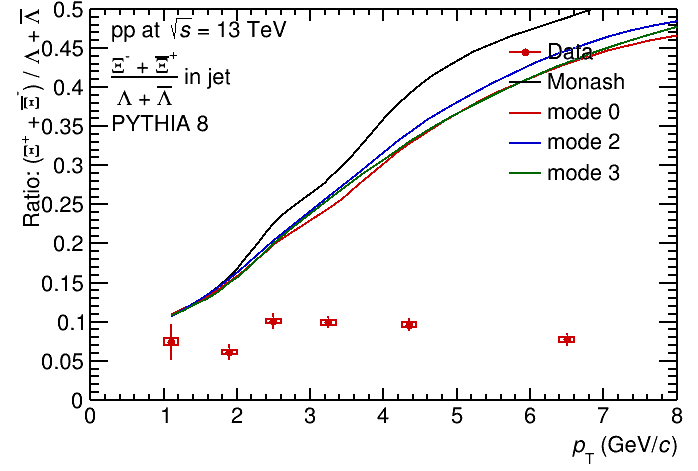 Ratio: (Ξ⁺ + Ξ̅⁻) / Λ + Λ̅
0.5
0.45
0.4
0.35
0.3
0.25
0.2
0.15
0.1
0.05
0
pp at √s = 13 TeV
Ξ⁻ + Ξ̅⁺
Λ + Λ̅
in jet
PYTHIA 8
Data
Monash
mode 0
mode 2
mode 3
0 1 2 3 4 5 6 7 8
p_T (GeV/c)